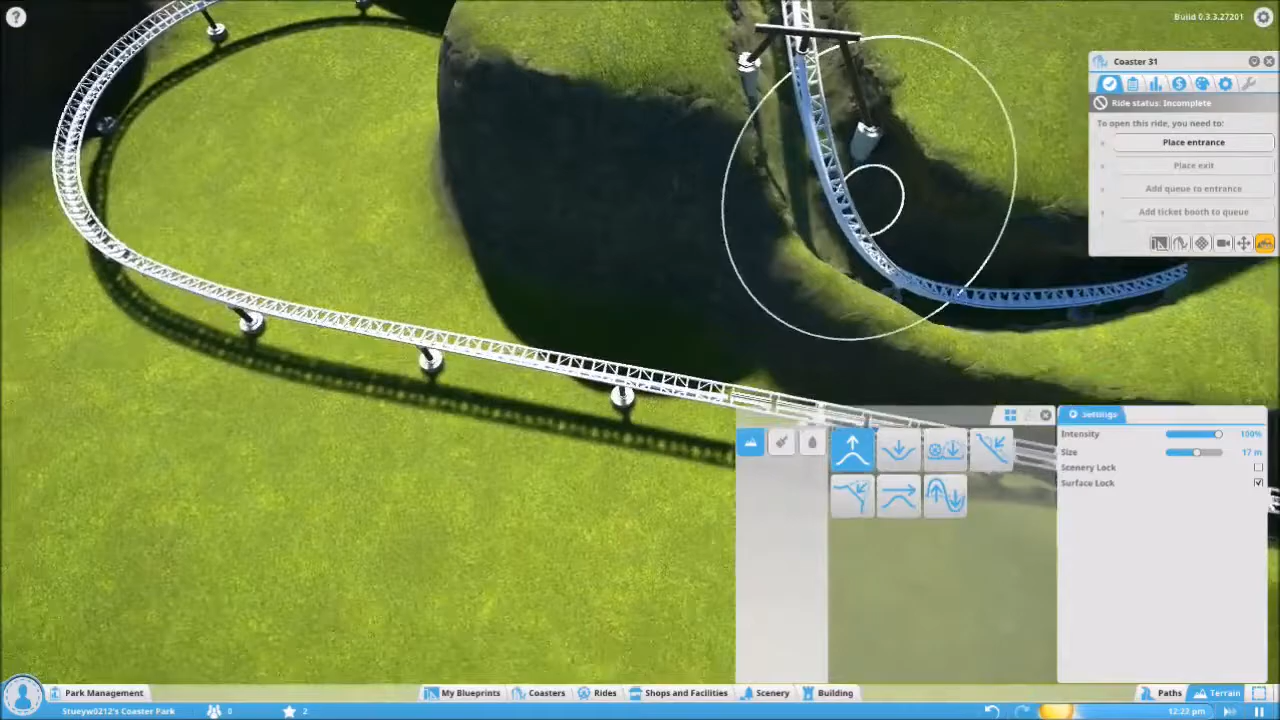 ?
Build 0.3.3.27201
Coaster 31
Ride status: Incomplete
To open this ride, you need to:
Place entrance
Place exit
Add queue to entrance
Add ticket booth to queue
Settings
Intensity 100%
Size 17 m
Scenery Lock
Surface Lock
Park Management
My Blueprints
Coasters
Rides
Shops and Facilities
Scenery
Building
Paths
Terrain
Stueyw0212's Coaster Park
0
2
12:22 pm